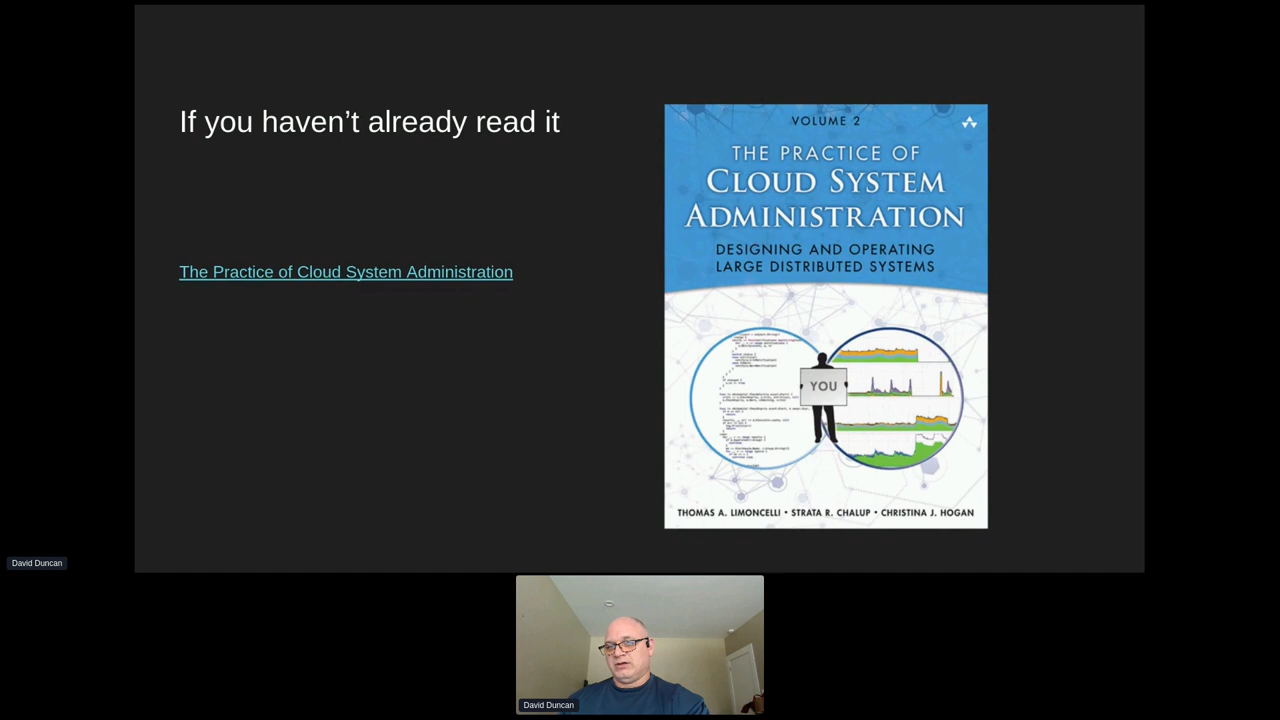 If you haven’t already read it
The Practice of Cloud System Administration
VOLUME 2
THE PRACTICE OF
CLOUD SYSTEM
ADMINISTRATION
DESIGNING AND OPERATING
LARGE DISTRIBUTED SYSTEMS
YOU
THOMAS A. LIMONCELLI • STRATA R. CHALUP • CHRISTINA J. HOGAN
David Duncan
David Duncan